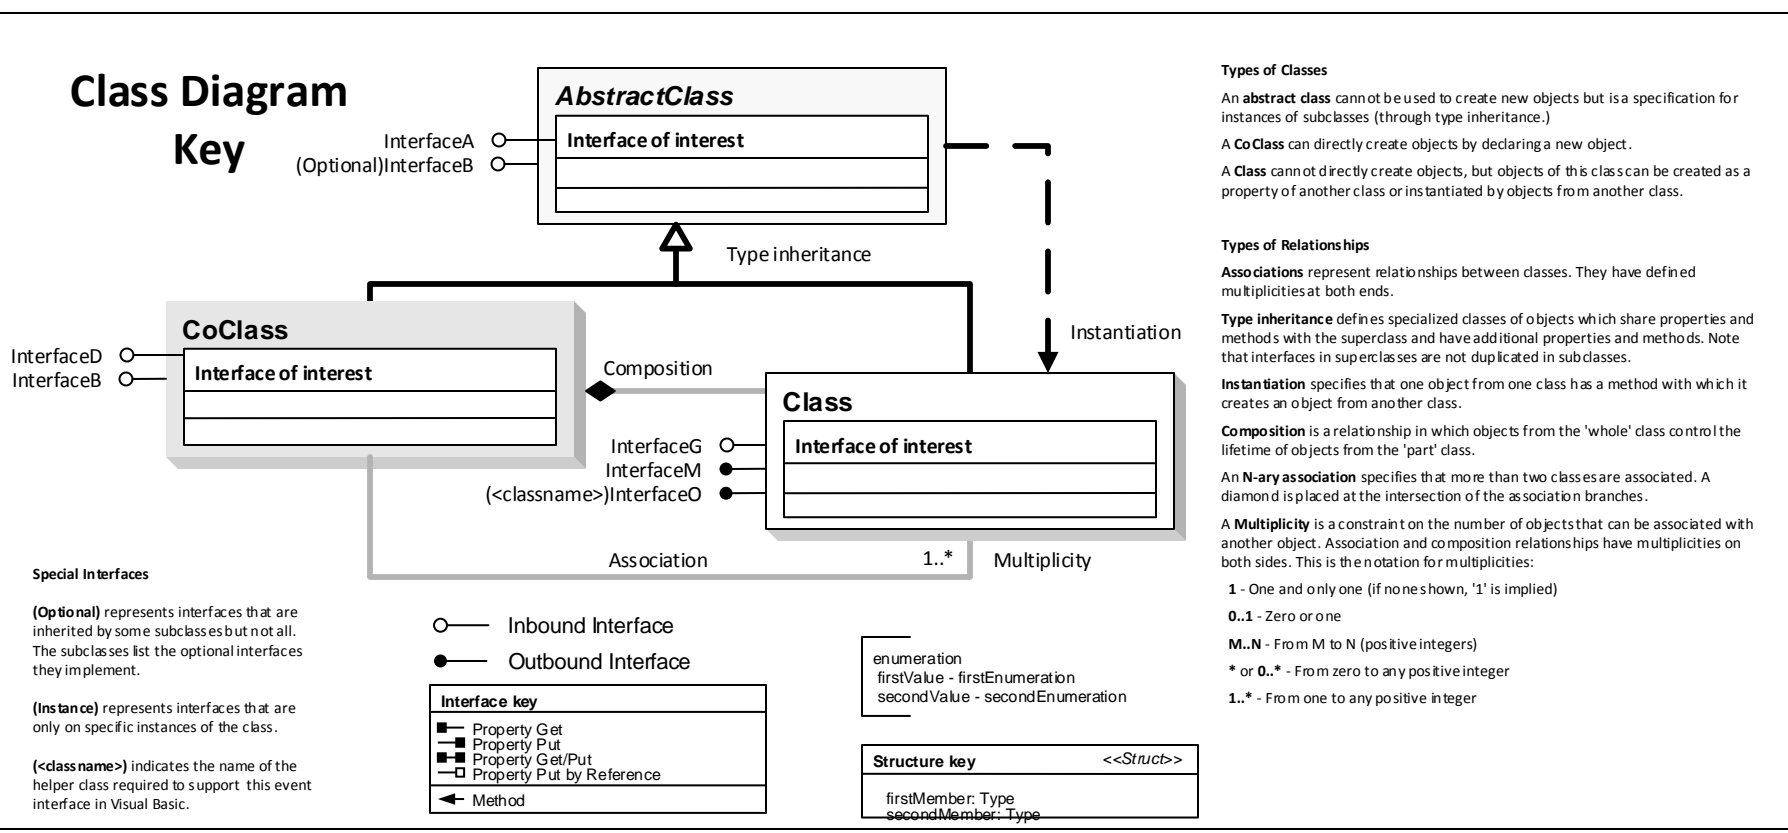 Class Diagram
Key
AbstractClass
Interface of interest
InterfaceA
(Optional)InterfaceB
Type inheritance
CoClass
Interface of interest
InterfaceD
InterfaceB
Composition
Instantiation
Class
Interface of interest
InterfaceG
InterfaceM
(<classname>)InterfaceO
Association
1..*
Multiplicity
Special Interfaces
(Optional) represents interfaces that are
inherited by some subclasses but not all.
The subclasses list the optional interfaces
they implement.
(Instance) represents interfaces that are
only on specific instances of the class.
(<classname>) indicates the name of the
helper class required to support this event
interface in Visual Basic.
Inbound Interface
Outbound Interface
Interface key
Property Get
Property Put
Property Get/Put
Property Put by Reference
Method
enumeration
firstValue - firstEnumeration
secondValue - secondEnumeration
Structure key <<Struct>>
firstMember: Type
secondMember: Type
Types of Classes
An abstract class cannot be used to create new objects but is a specification for
instances of subclasses (through type inheritance.)
A CoClass can directly create objects by declaring a new object.
A Class cannot directly create objects, but objects of this class can be created as a
property of another class or instantiated by objects from another class.
Types of Relationships
Associations represent relationships between classes. They have defined
multiplicities at both ends.
Type inheritance defines specialized classes of objects which share properties and
methods with the superclass and have additional properties and methods. Note
that interfaces in superclasses are not duplicated in subclasses.
Instantiation specifies that one object from one class has a method with which it
creates an object from another class.
Composition is a relationship in which objects from the 'whole' class control the
lifetime of objects from the 'part' class.
An N-ary association specifies that more than two classes are associated. A
diamond is placed at the intersection of the association branches.
A Multiplicity is a constraint on the number of objects that can be associated with
another object. Association and composition relationships have multiplicities on
both sides. This is the notation for multiplicities:
1 - One and only one (if none shown, '1' is implied)
0..1 - Zero or one
M..N - From M to N (positive integers)
* or 0..* - From zero to any positive integer
1..* - From one to any positive integer